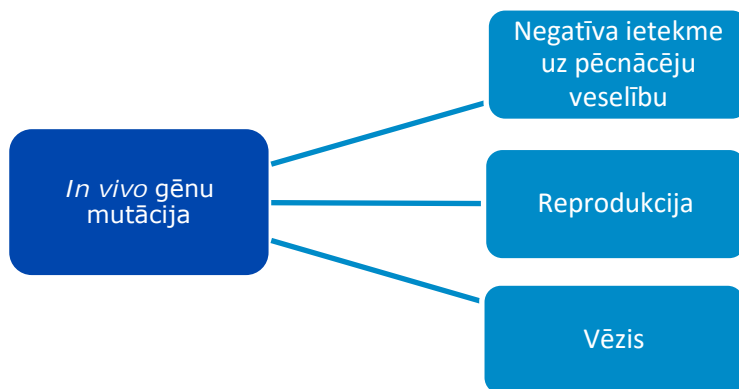 Negatīva ietekme
uz pēcnācēju
veselību
In vivo gēnu
mutācija
Reprodukcija
Vēzis